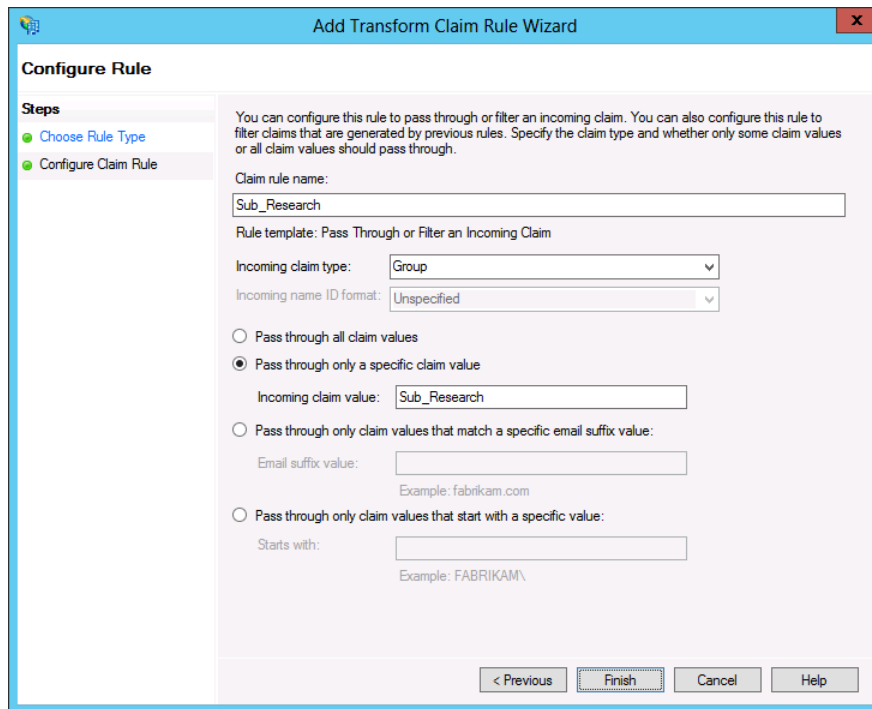 Add Transform Claim Rule Wizard
x
Configure Rule
Steps
Choose Rule Type
Configure Claim Rule
You can configure this rule to pass through or filter an incoming claim. You can also configure this rule to
filter claims that are generated by previous rules. Specify the claim type and whether only some claim values
or all claim values should pass through.
Claim rule name:
Sub_Research
Rule template: Pass Through or Filter an Incoming Claim
Incoming claim type: Group
Incoming name ID format: Unspecified
Pass through all claim values
Pass through only a specific claim value
Incoming claim value: Sub_Research
Pass through only claim values that match a specific email suffix value:
Email suffix value:
Example: fabrikam.com
Pass through only claim values that start with a specific value:
Starts with:
Example: FABRIKAM\
< Previous Finish Cancel Help